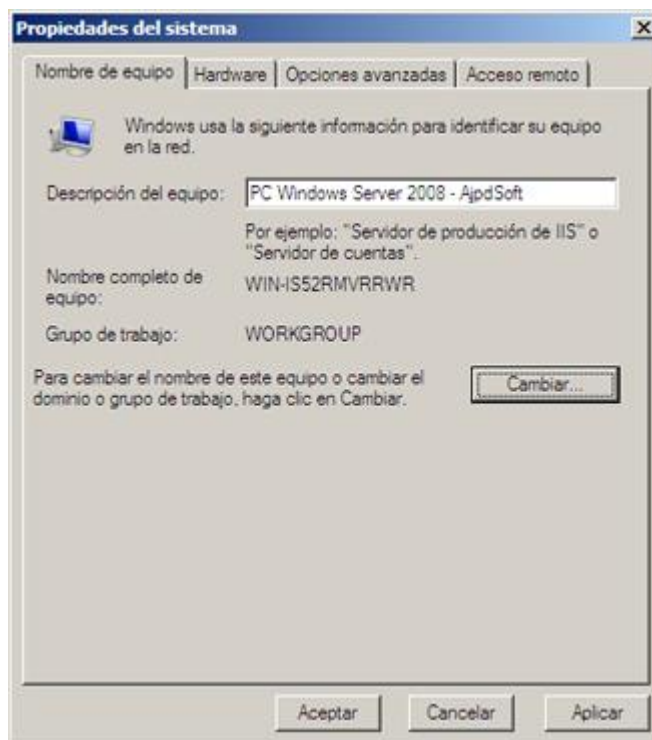 Propiedades del sistema
Nombre de equipo Hardware Opciones avanzadas Acceso remoto
Windows usa la siguiente información para identificar su equipo
en la red.
Descripción del equipo: PC Windows Server 2008 - AjpdSoft
Por ejemplo: "Servidor de producción de IIS" o
"Servidor de cuentas".
Nombre completo de
equipo:
WIN-IS52RMVRRWR
Grupo de trabajo: WORKGROUP
Para cambiar el nombre de este equipo o cambiar el
dominio o grupo de trabajo, haga clic en Cambiar.
Cambiar...
Aceptar Cancelar Aplicar